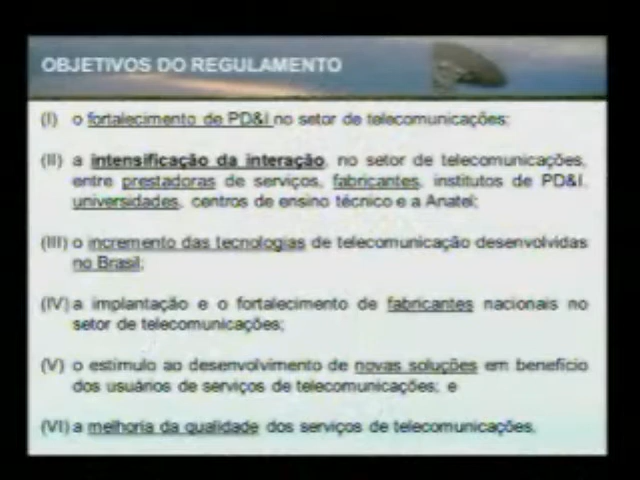 OBJETIVOS DO REGULAMENTO
(I) o fortalecimento de PD&I no setor de telecomunicações;
(II) a intensificação da interação, no setor de telecomunicações,
entre prestadoras de serviços, fabricantes, institutos de PD&I,
universidades, centros de ensino técnico e a Anatel;
(III) o incremento das tecnologias de telecomunicação desenvolvidas
no Brasil;
(IV) a implantação e o fortalecimento de fabricantes nacionais no
setor de telecomunicações;
(V) o estímulo ao desenvolvimento de novas soluções em benefício
dos usuários de serviços de telecomunicações; e
(VI) a melhoria da qualidade dos serviços de telecomunicações.